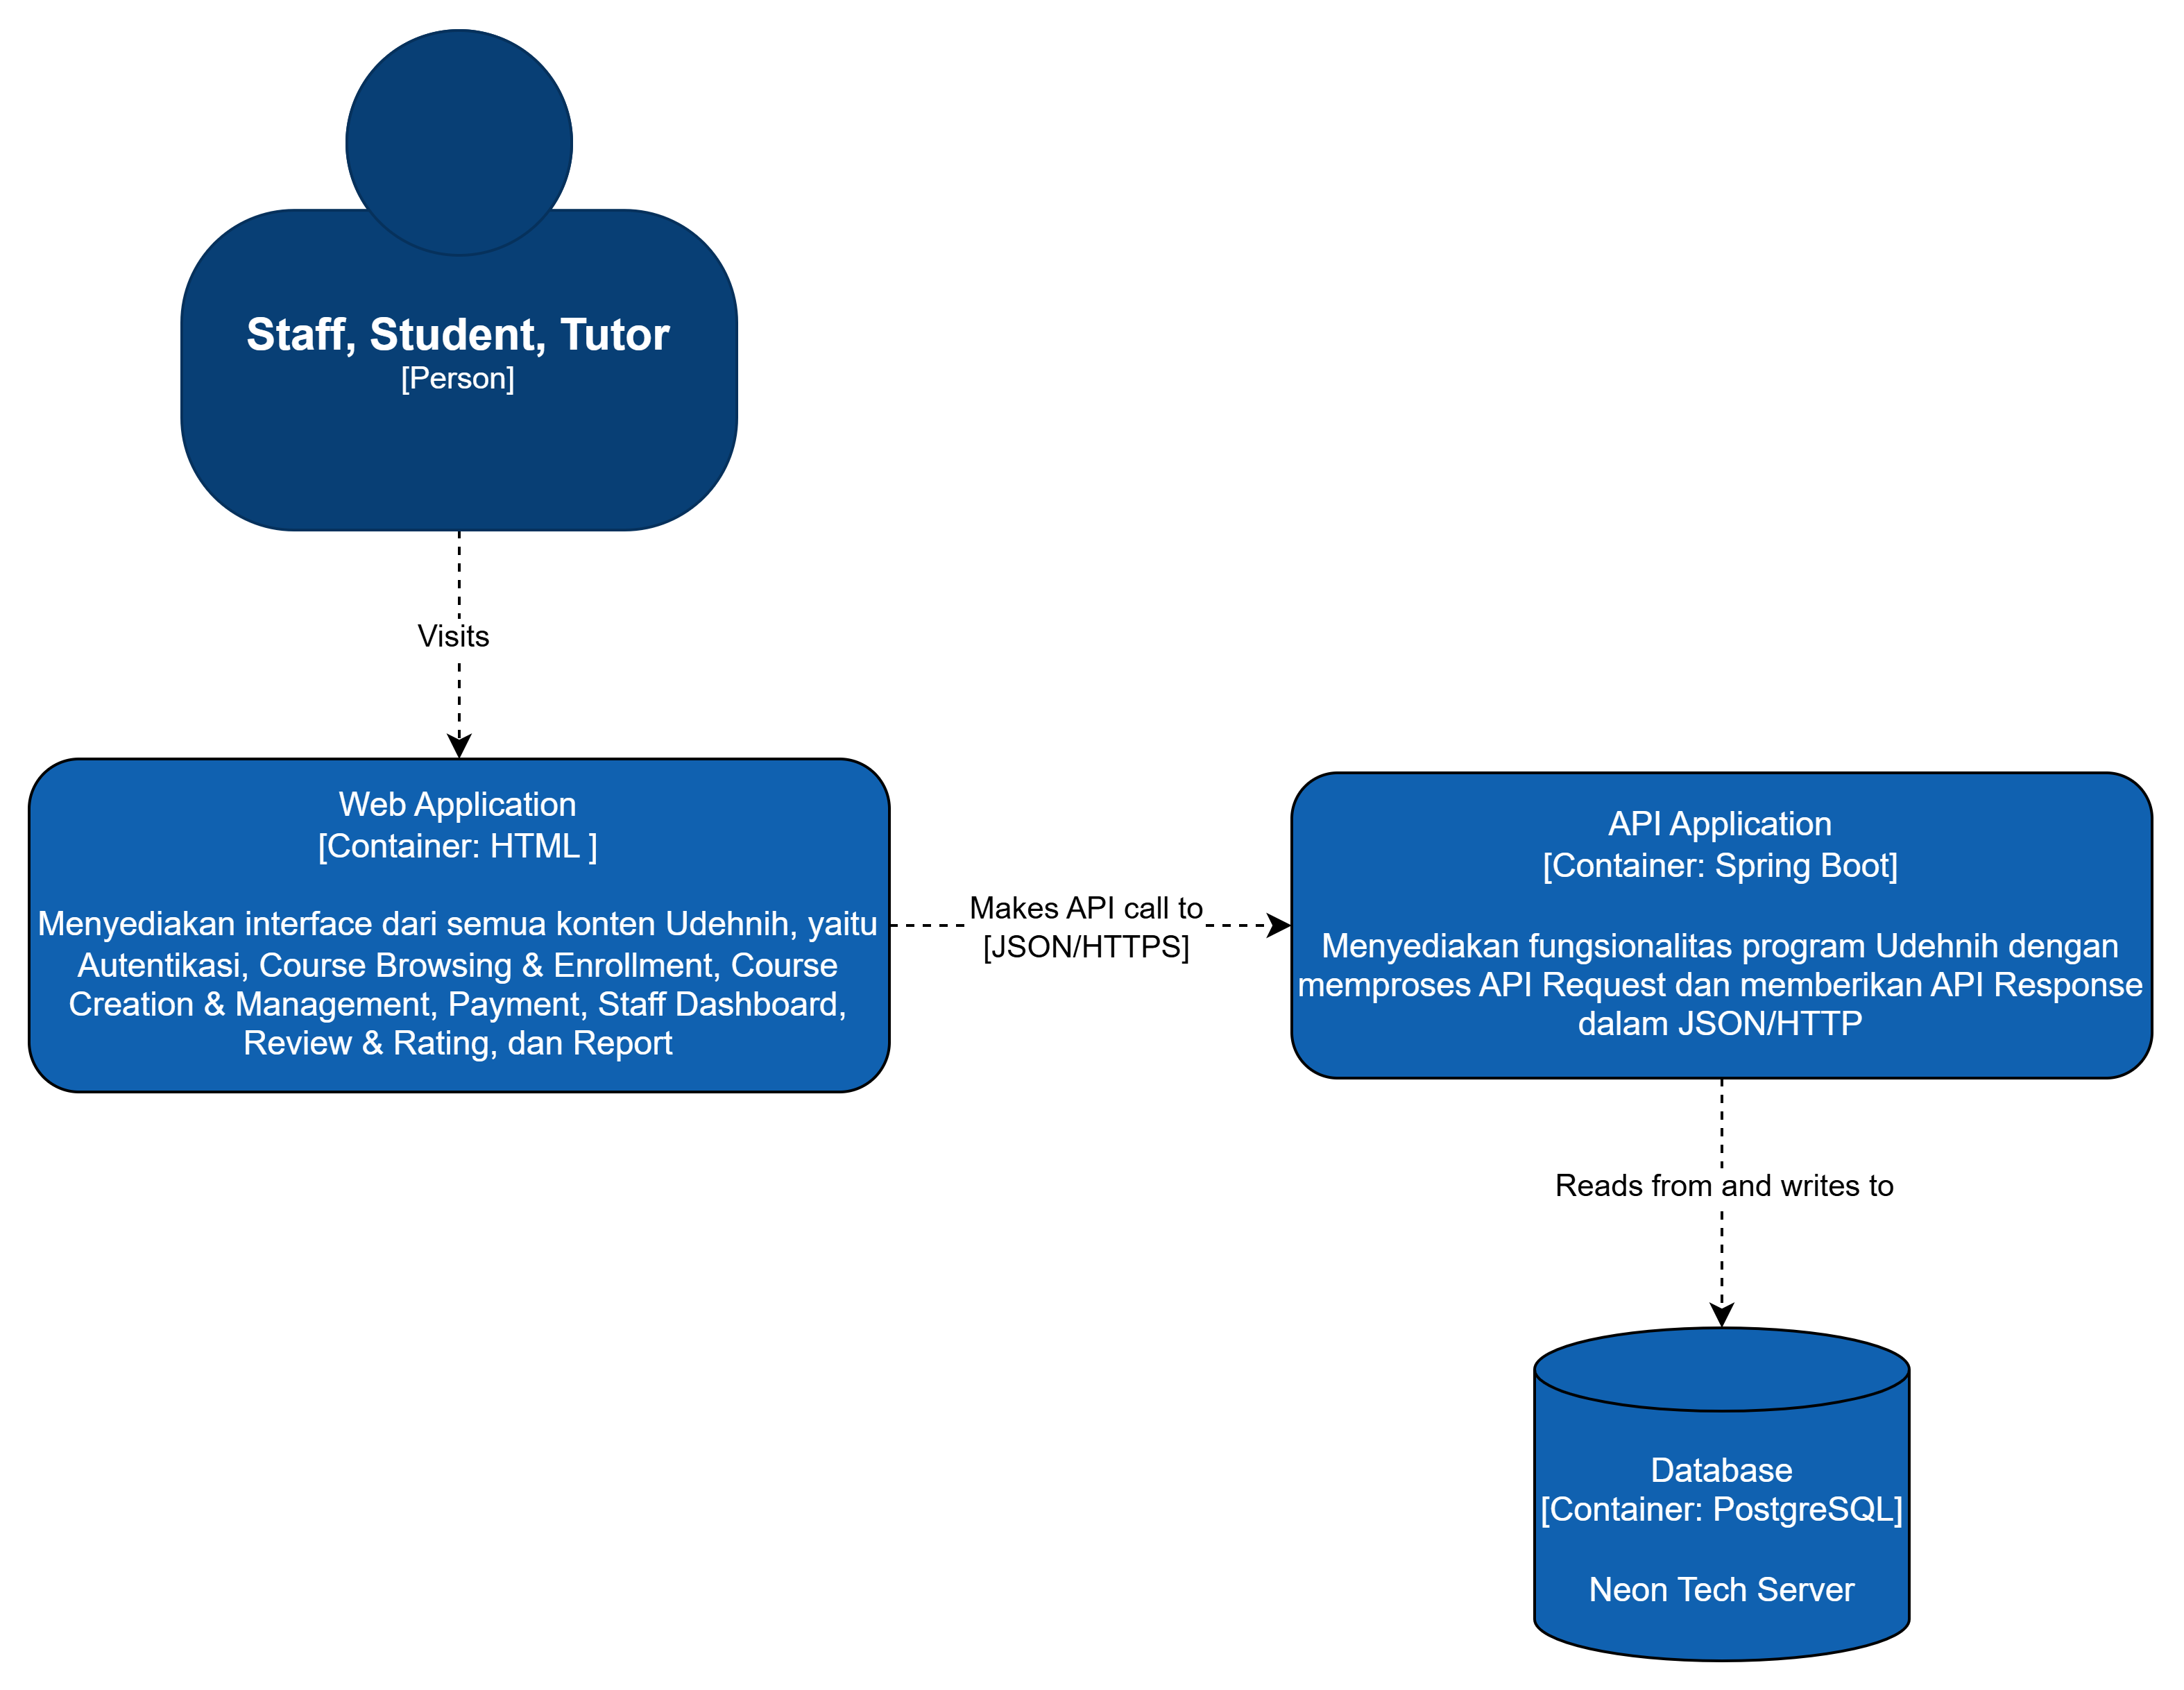 Staff, Student, Tutor
[Person]
Visits
Web Application
[Container: HTML ]
Menyediakan interface dari semua konten Udehnih, yaitu
Autentikasi, Course Browsing & Enrollment, Course
Creation & Management, Payment, Staff Dashboard,
Review & Rating, dan Report
Makes API call to
[JSON/HTTPS]
API Application
[Container: Spring Boot]
Menyediakan fungsionalitas program Udehnih dengan
memproses API Request dan memberikan API Response
dalam JSON/HTTP
Reads from and writes to
Database
[Container: PostgreSQL]
Neon Tech Server